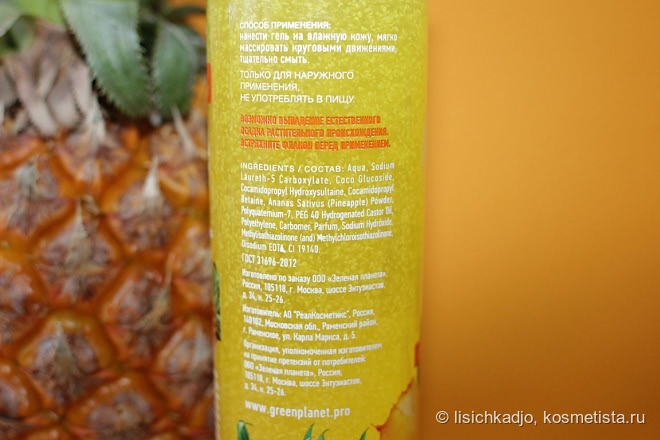 СПОСОБ ПРИМЕНЕНИЯ:
нанести гель на влажную кожу, мягко
массировать круговыми движениями,
тщательно смыть.
ТОЛЬКО ДЛЯ НАРУЖНОГО
ПРИМЕНЕНИЯ,
НЕ УПОТРЕБЛЯТЬ В ПИЩУ
ВОЗМОЖНО ВЫПАДЕНИЕ ЕСТЕСТВЕННОГО
ОСАДКА РАСТИТЕЛЬНОГО ПРОИСХОЖДЕНИЯ.
ВСТРЯХНИТЕ ФЛАКОН ПЕРЕД ПРИМЕНЕНИЕМ.
INGREDIENTS / СОСТАВ: Aqua, Sodium
Laureth-5 Carboxylate, Coco Glucoside,
Cocamidopropyl Hydroxysultaine, Cocamidopropyl
Betaine, Ananas Sativus (Pineapple) Powder,
Polyquaternium-7, PEG 40 Hydrogenated Castor Oil,
Polyethylene, Carbomer, Parfum, Sodium Hydroxide,
Methylisothiazolinone (and) Methylchloroisothiazolinone,
Disodium EDTA, CI 19140.
ГОСТ 31696-2012
Изготовлено по заказу ООО «Зеленая планета»,
Россия, 105118, г. Москва, шоссе Энтузиастов,
д. 34, к. 25-26.
Изготовитель: АО "РеалКосметикс", Россия,
140102, Московская обл., Раменский район,
г. Раменское, ул. Карла Маркса, д. 5.
Организация, уполномоченная изготовителем
на принятие претензий от потребителей:
ООО «Зеленая планета», Россия,
105118, г. Москва, шоссе Энтузиастов,
д. 34, к. 25-26.
www.greenplanet.pro
© lisichkadjo, kosmetista.ru